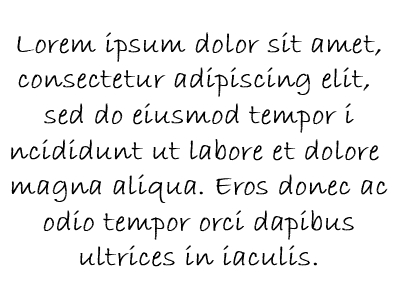 Lorem ipsum dolor sit amet,
consectetur adipiscing elit,
sed do eiusmod tempor i
ncididunt ut labore et dolore
magna aliqua. Eros donec ac
odio tempor orci dapibus
ultrices in iaculis.